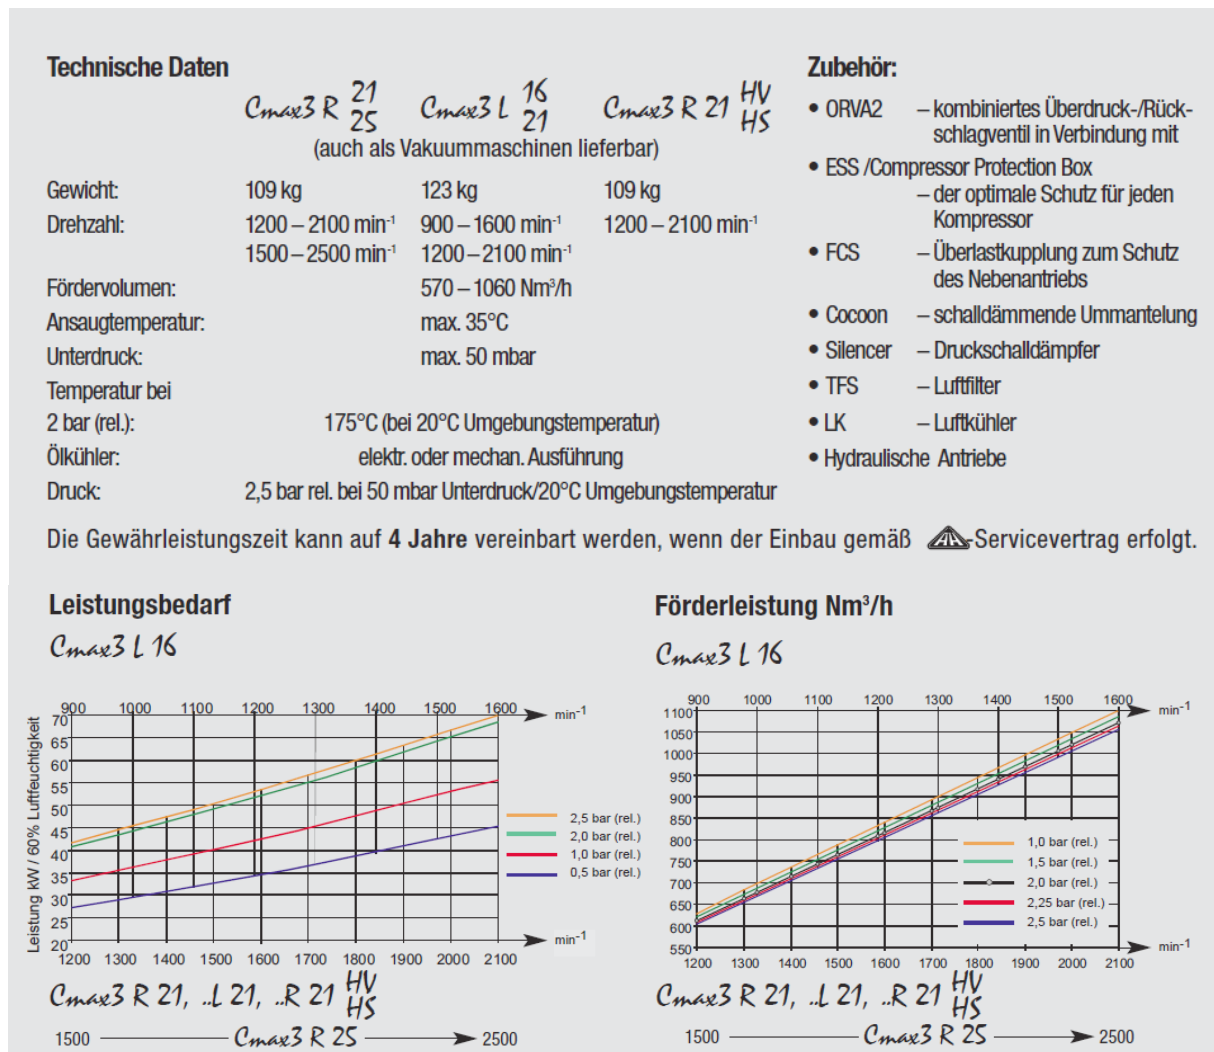 Technische Daten
Cmax3 R 21 25
Cmax3 L 16 21
Cmax3 R 21 HV HS
(auch als Vakuummaschinen lieferbar)
Gewicht: 109 kg 123 kg 109 kg
Drehzahl: 1200 – 2100 min-1 900 – 1600 min-1 1200 – 2100 min-1
1500 – 2500 min-1 1200 – 2100 min-1
Fördervolumen: 570 – 1060 Nm³/h
Ansaugtemperatur: max. 35°C
Unterdruck: max. 50 mbar
Temperatur bei
2 bar (rel.): 175°C (bei 20°C Umgebungstemperatur)
Ölkühler: elektr. oder mechan. Ausführung
Druck: 2,5 bar rel. bei 50 mbar Unterdruck/20°C Umgebungstemperatur
Zubehör:
• ORVA2 – kombiniertes Überdruck-/Rück-
schlagventil in Verbindung mit
• ESS /Compressor Protection Box
– der optimale Schutz für jeden
Kompressor
• FCS – Überlastkupplung zum Schutz
des Nebenantriebs
• Cocoon – schalldämmende Ummantelung
• Silencer – Druckschalldämpfer
• TFS – Luftfilter
• LK – Luftkühler
• Hydraulische Antriebe
Die Gewährleistungszeit kann auf 4 Jahre vereinbart werden, wenn der Einbau gemäß -Servicevertrag erfolgt.
Leistungsbedarf
Cmax3 L 16
900 1000 1100 1200 1300 1400 1500 1600 min-1
Leistung kW / 60% Luftfeuchtigkeit
70
65
60
55
50
45
40
35
30
25
20
2,5 bar (rel.)
2,0 bar (rel.)
1,0 bar (rel.)
0,5 bar (rel.)
min-1
1200 1300 1400 1500 1600 1700 1800 1900 2000 2100
Cmax3 R 21, ..L 21, ..R 21 HV HS
1500 Cmax3 R 25 2500
Förderleistung Nm³/h
Cmax3 L 16
900 1000 1100 1200 1300 1400 1500 1600 min-1
1100
1050
1000
950
900
850
800
750
700
650
600
550
1,0 bar (rel.)
1,5 bar (rel.)
2,0 bar (rel.)
2,25 bar (rel.)
2,5 bar (rel.)
min-1
1200 1300 1400 1500 1600 1700 1800 1900 2000 2100
Cmax3 R 21, ..L 21, ..R 21 HV HS
1500 Cmax3 R 25 2500